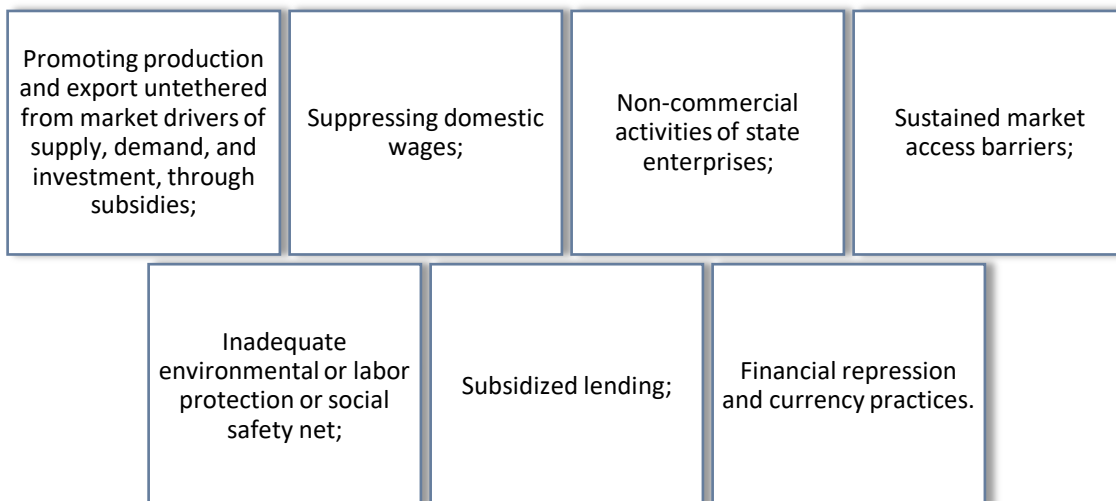 Promoting production
and export untethered
from market drivers of
supply, demand, and
investment, through
subsidies;
Suppressing domestic
wages;
Non-commercial
activities of state
enterprises;
Sustained market
access barriers;
Inadequate
environmental or labor
protection or social
safety net;
Subsidized lending;
Financial repression
and currency practices.